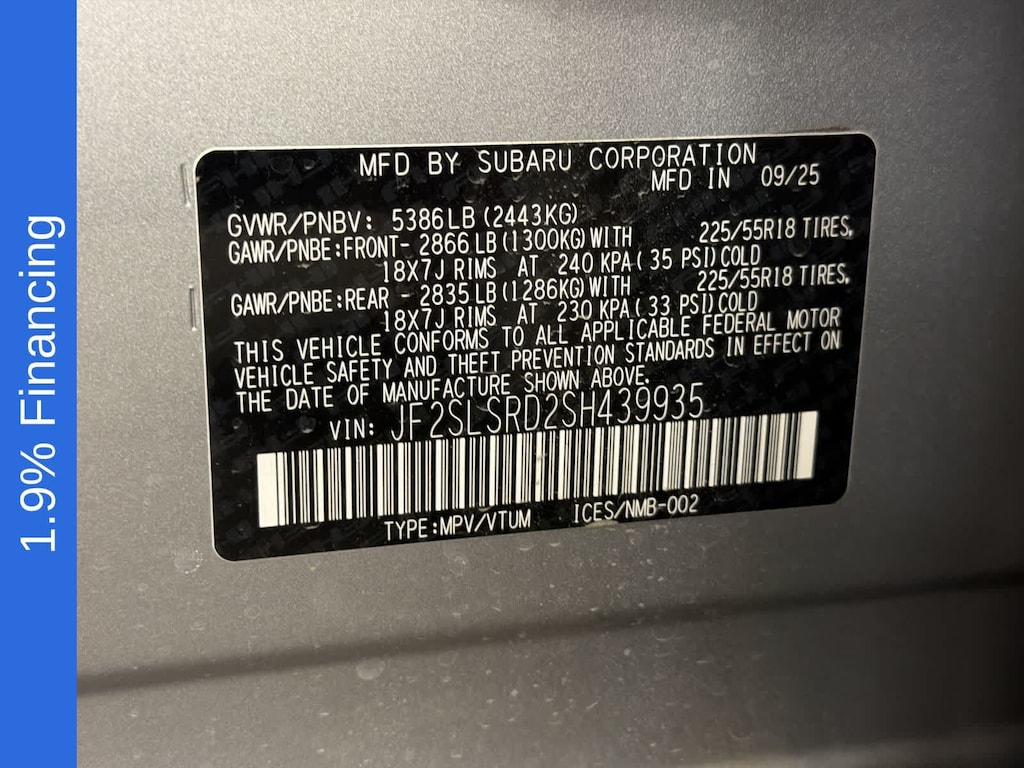 1.9% Financing
MFD BY SUBARU CORPORATION
MFD IN 09/25
GVWR/PNBV: 5386LB (2443KG)
GAWR/PNBE:FRONT- 2866 LB (1300KG) WITH 225/55R18 TIRES,
18X7J RIMS AT 240 KPA ( 35 PSI) COLD
GAWR/PNBE:REAR - 2835 LB (1286KG) WITH 225/55R18 TIRES,
18X7J RIMS AT 230 KPA ( 33 PSI) COLD
THIS VEHICLE CONFORMS TO ALL APPLICABLE FEDERAL MOTOR
VEHICLE SAFETY AND THEFT PREVENTION STANDARDS IN EFFECT ON
THE DATE OF MANUFACTURE SHOWN ABOVE.
VIN: JF2SLSRD2SH439935
TYPE:MPV/VTUM ICES/NMB-002